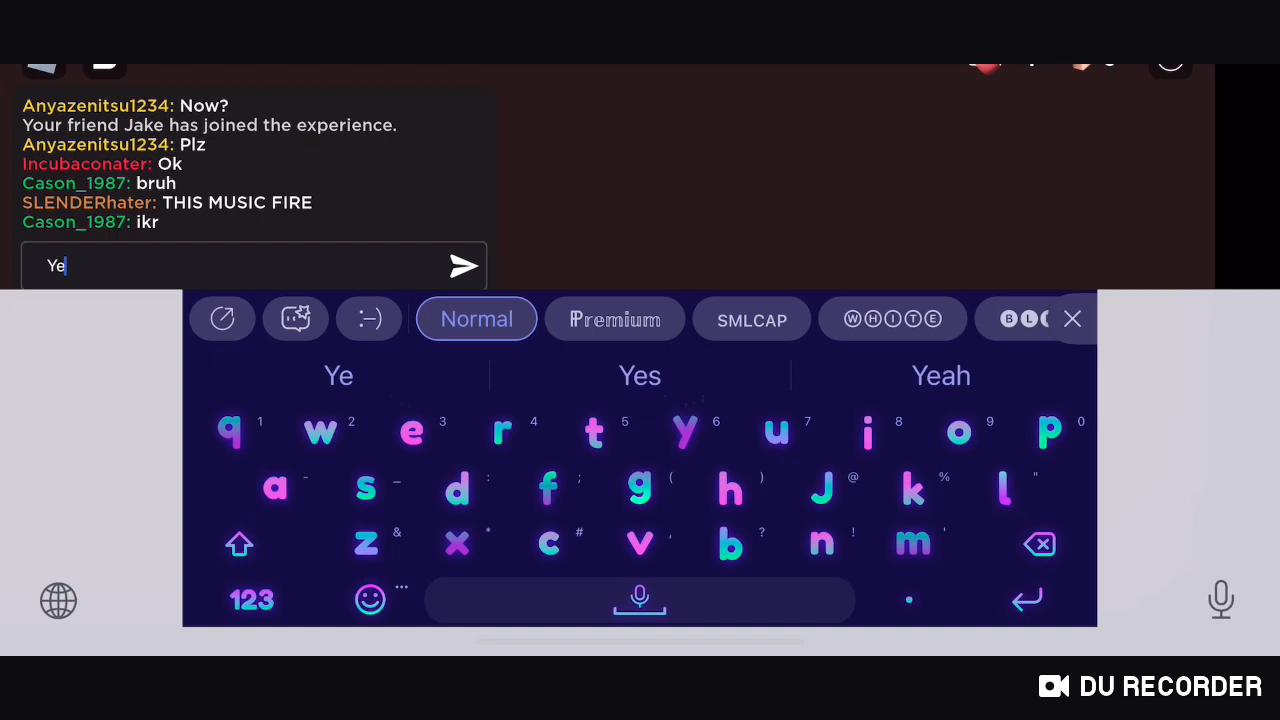 Anyazenitsu1234: Now?
Your friend Jake has joined the experience.
Anyazenitsu1234: Plz
Incubaconater: Ok
Cason_1987: bruh
SLENDERhater: THIS MUSIC FIRE
Cason_1987: ikr
Ye
:-) Normal ℙremium SMLCAP ⓌⒽⒾⓉⒺ 🅑🅛
Ye Yes Yeah
q 1 w 2 e 3 r 4 t 5 y 6 u 7 i 8 o 9 p 0
a - s _ d : f ; g ( h ) J @ k % l "
z & x * c # v , b ? n ! m '
123 ... .
DU RECORDER